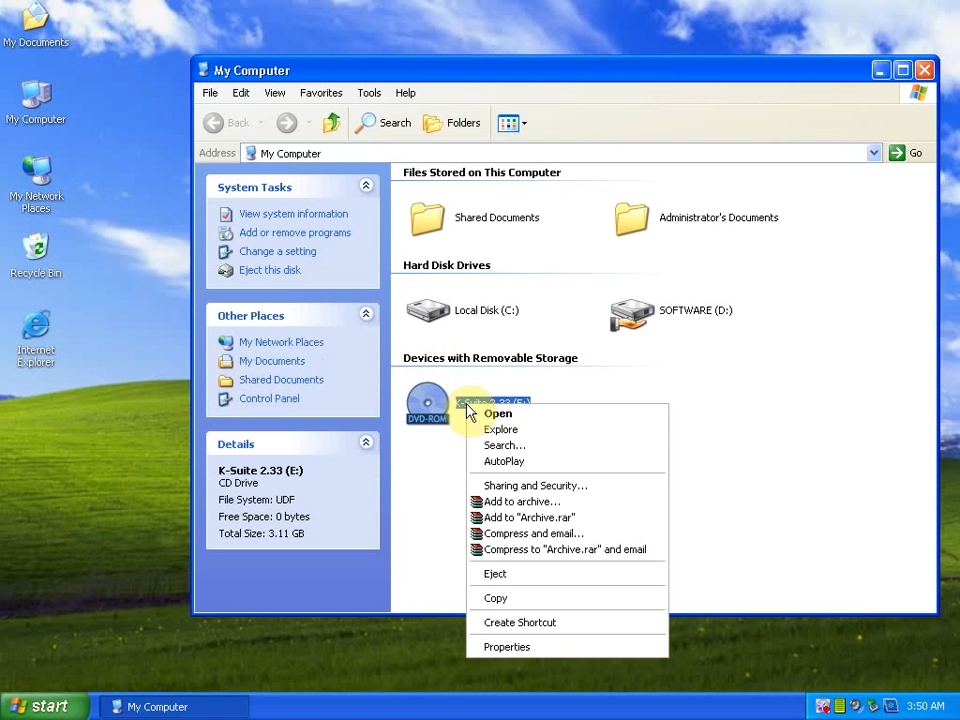 My Documents
My Computer
My Network
Places
Recycle Bin
Internet
Explorer
My Computer
File Edit View Favorites Tools Help
Back Search Folders
Address My Computer Go
System Tasks
View system information
Add or remove programs
Change a setting
Eject this disk
Other Places
My Network Places
My Documents
Shared Documents
Control Panel
Details
K-Suite 2.33 (E:)
CD Drive
File System: UDF
Free Space: 0 bytes
Total Size: 3.11 GB
Files Stored on This Computer
Shared Documents Administrator's Documents
Hard Disk Drives
Local Disk (C:) SOFTWARE (D:)
Devices with Removable Storage
DVD-ROM
K-Suite 2.33 (E:)
Open
Explore
Search...
AutoPlay
Sharing and Security...
Add to archive...
Add to "Archive.rar"
Compress and email...
Compress to "Archive.rar" and email
Eject
Copy
Create Shortcut
Properties
start My Computer 3:50 AM